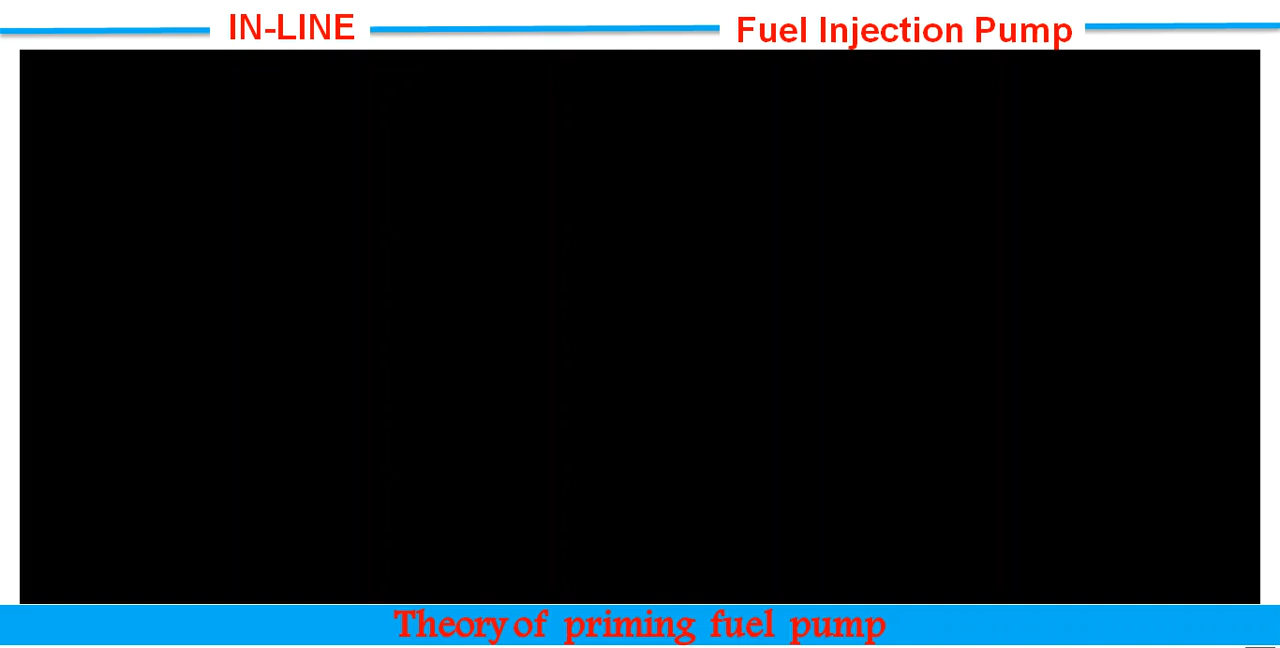 IN-LINE Fuel Injection Pump
Theory of priming fuel pump